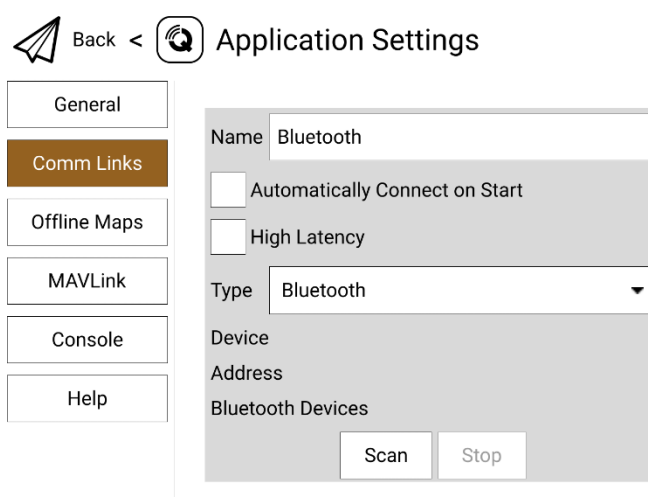 Back < Application Settings
General
Comm Links
Offline Maps
MAVLink
Console
Help
Name Bluetooth
Automatically Connect on Start
High Latency
Type Bluetooth
Device
Address
Bluetooth Devices
Scan Stop